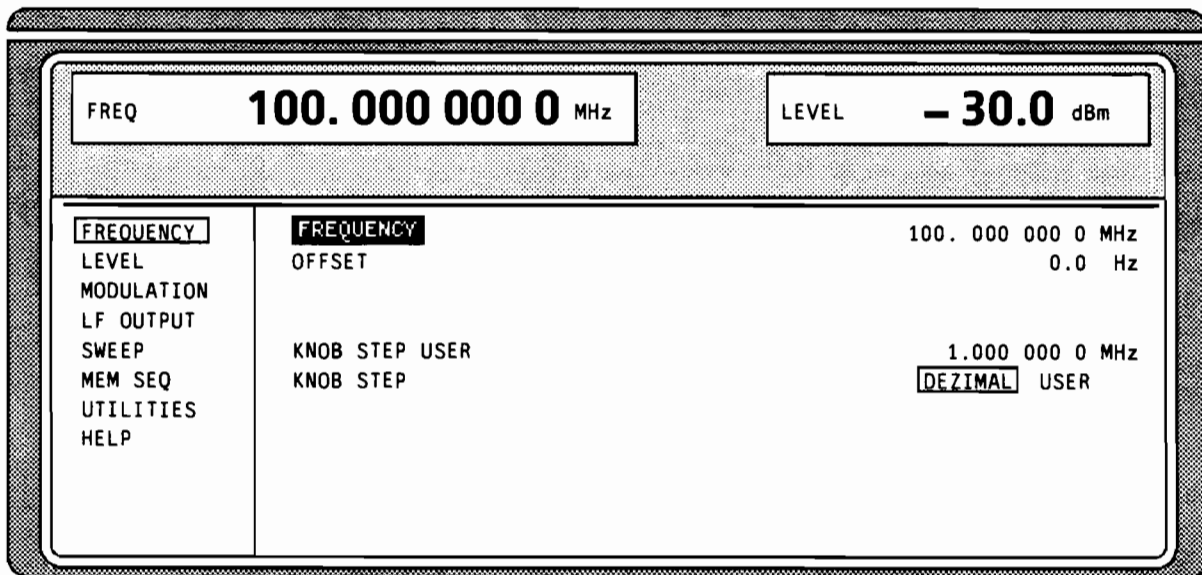 FREQ 100. 000 000 0 MHz LEVEL – 30.0 dBm
FREQUENCY FREQUENCY 100. 000 000 0 MHz
LEVEL OFFSET 0.0 Hz
MODULATION
LF OUTPUT
SWEEP KNOB STEP USER 1.000 000 0 MHz
MEM SEQ KNOB STEP DEZIMAL USER
UTILITIES
HELP